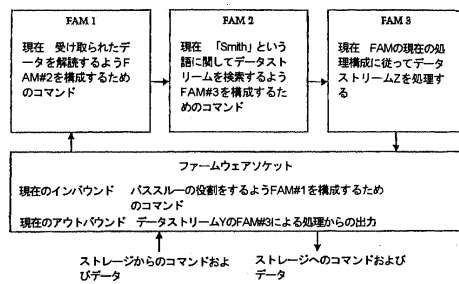 FAM 1
現在 受け取られたデー
タを解読するようF
AM#2を構成するため
のコマンド
FAM 2
現在 「Smith」という
語に関してデータスト
リームを検索するよう
FAM#3を構成するた
めのコマンド
FAM 3
現在 FAMの現在の処
理構成に従ってデータ
ストリームZを処理す
る
ファームウェアソケット
現在のインバウンド パススルーの役割をするようFAM#1を構成するため
のコマンド
現在のアウトバウンド データストリームYのFAM#3による処理からの出力
ストレージからのコマンドおよ
びデータ
ストレージへのコマンドおよび
データ